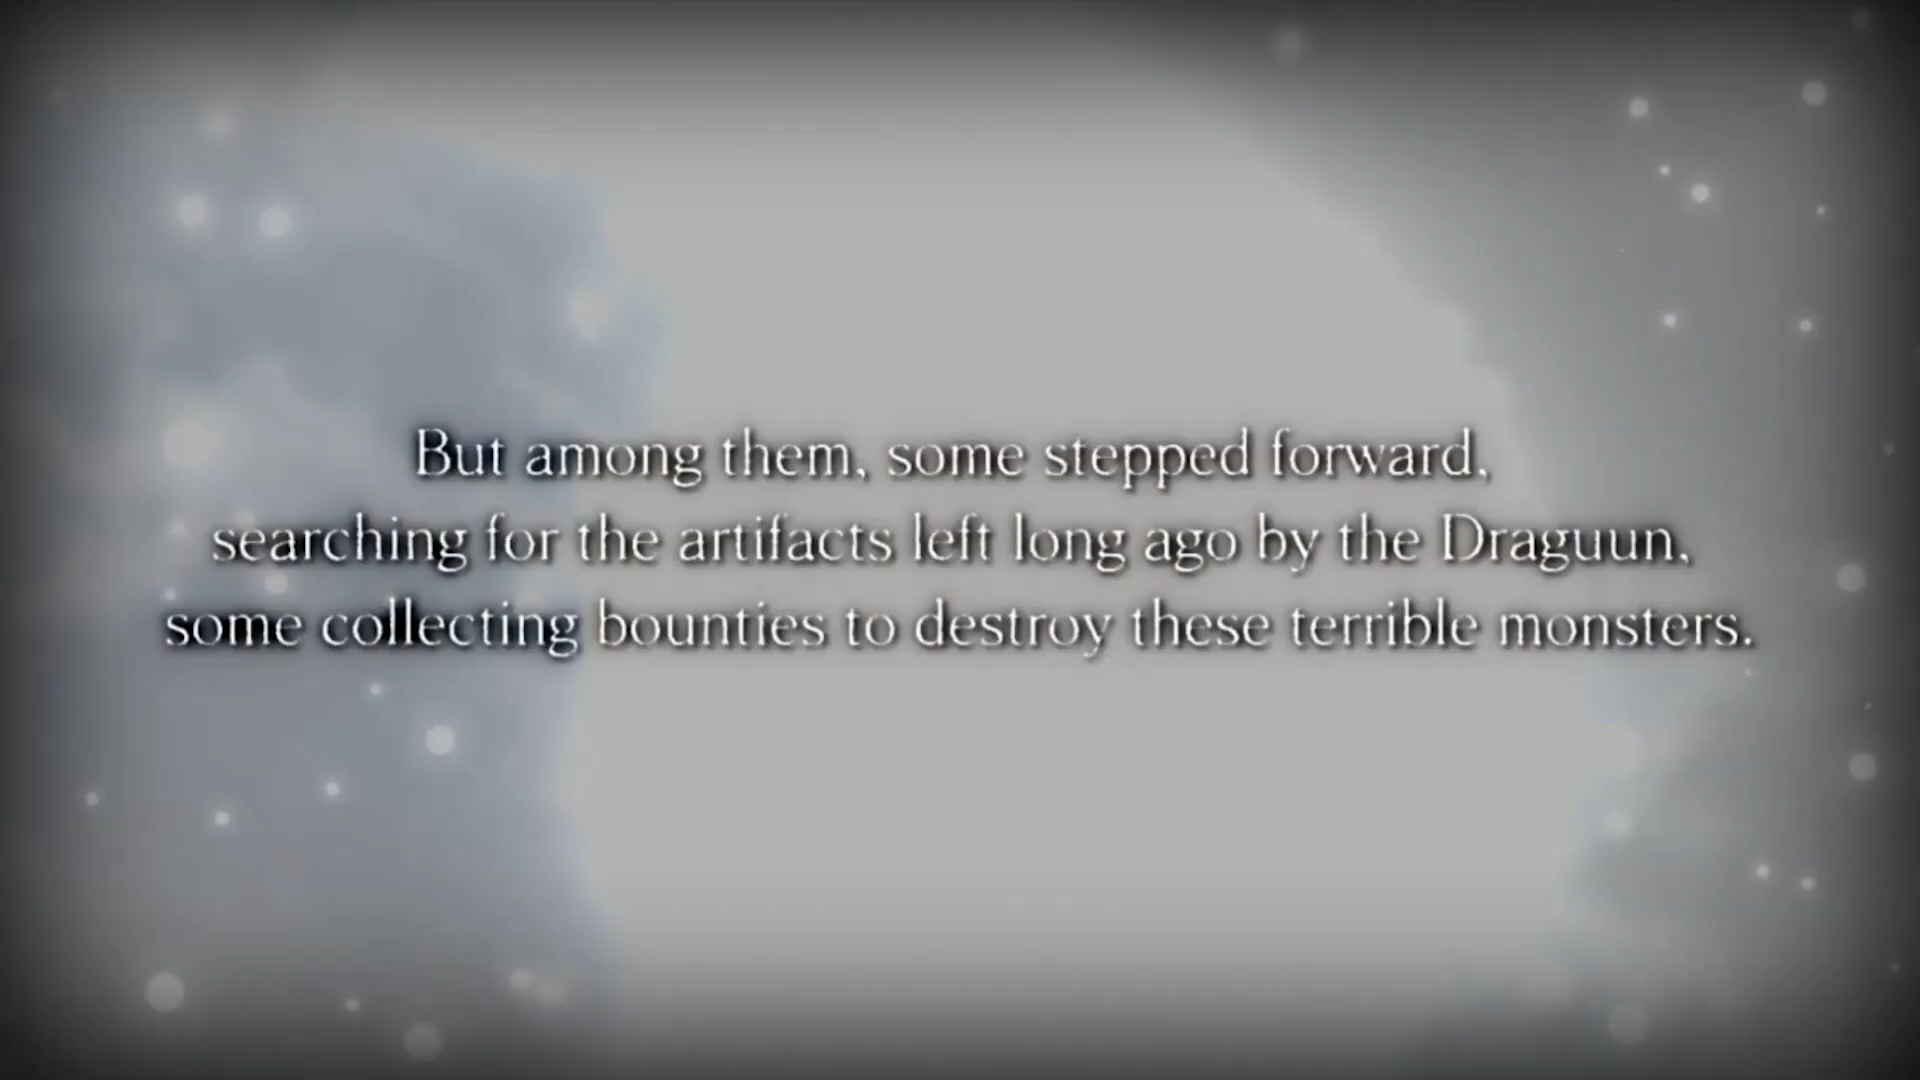 But among them, some stepped forward,
searching for the artifacts left long ago by the Draguun,
some collecting bounties to destroy these terrible monsters.